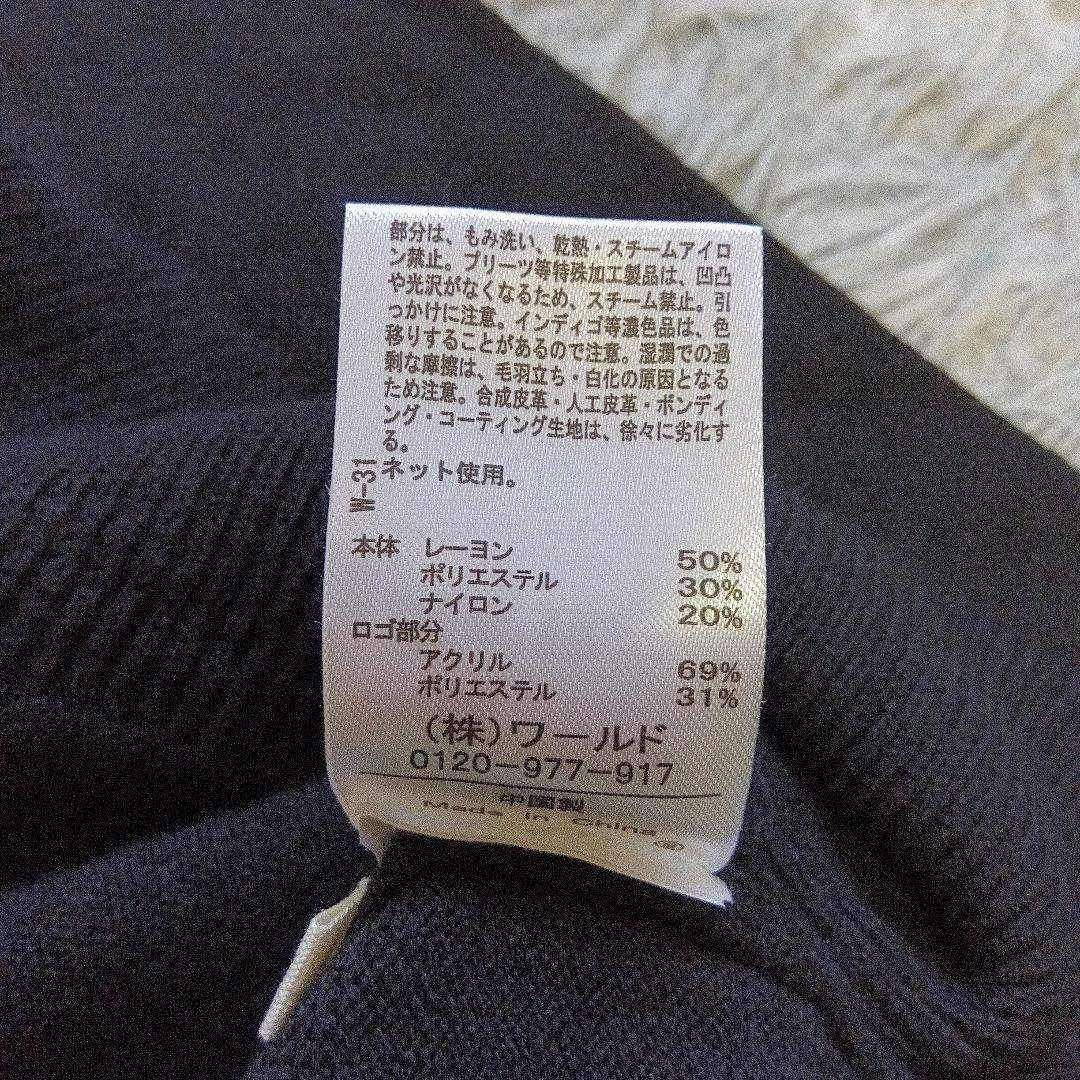 部分は、もみ洗い、乾熱・スチームアイロ
ン禁止。プリーツ等特殊加工製品は、凹凸
や光沢がなくなるため、スチーム禁止。引
っかけに注意。インディゴ等濃色品は、色
移りすることがあるので注意。湿潤での過
剰な摩擦は、毛羽立ち・白化の原因となる
ため注意。合成皮革・人工皮革・ボンディ
ング・コーティング生地は、徐々に劣化す
る。
ネット使用。
W-31
本体 レーヨン 50%
ポリエステル 30%
ナイロン 20%
ロゴ部分
アクリル 69%
ポリエステル 31%
(株)ワールド
0120-977-917
中国製
Made in China